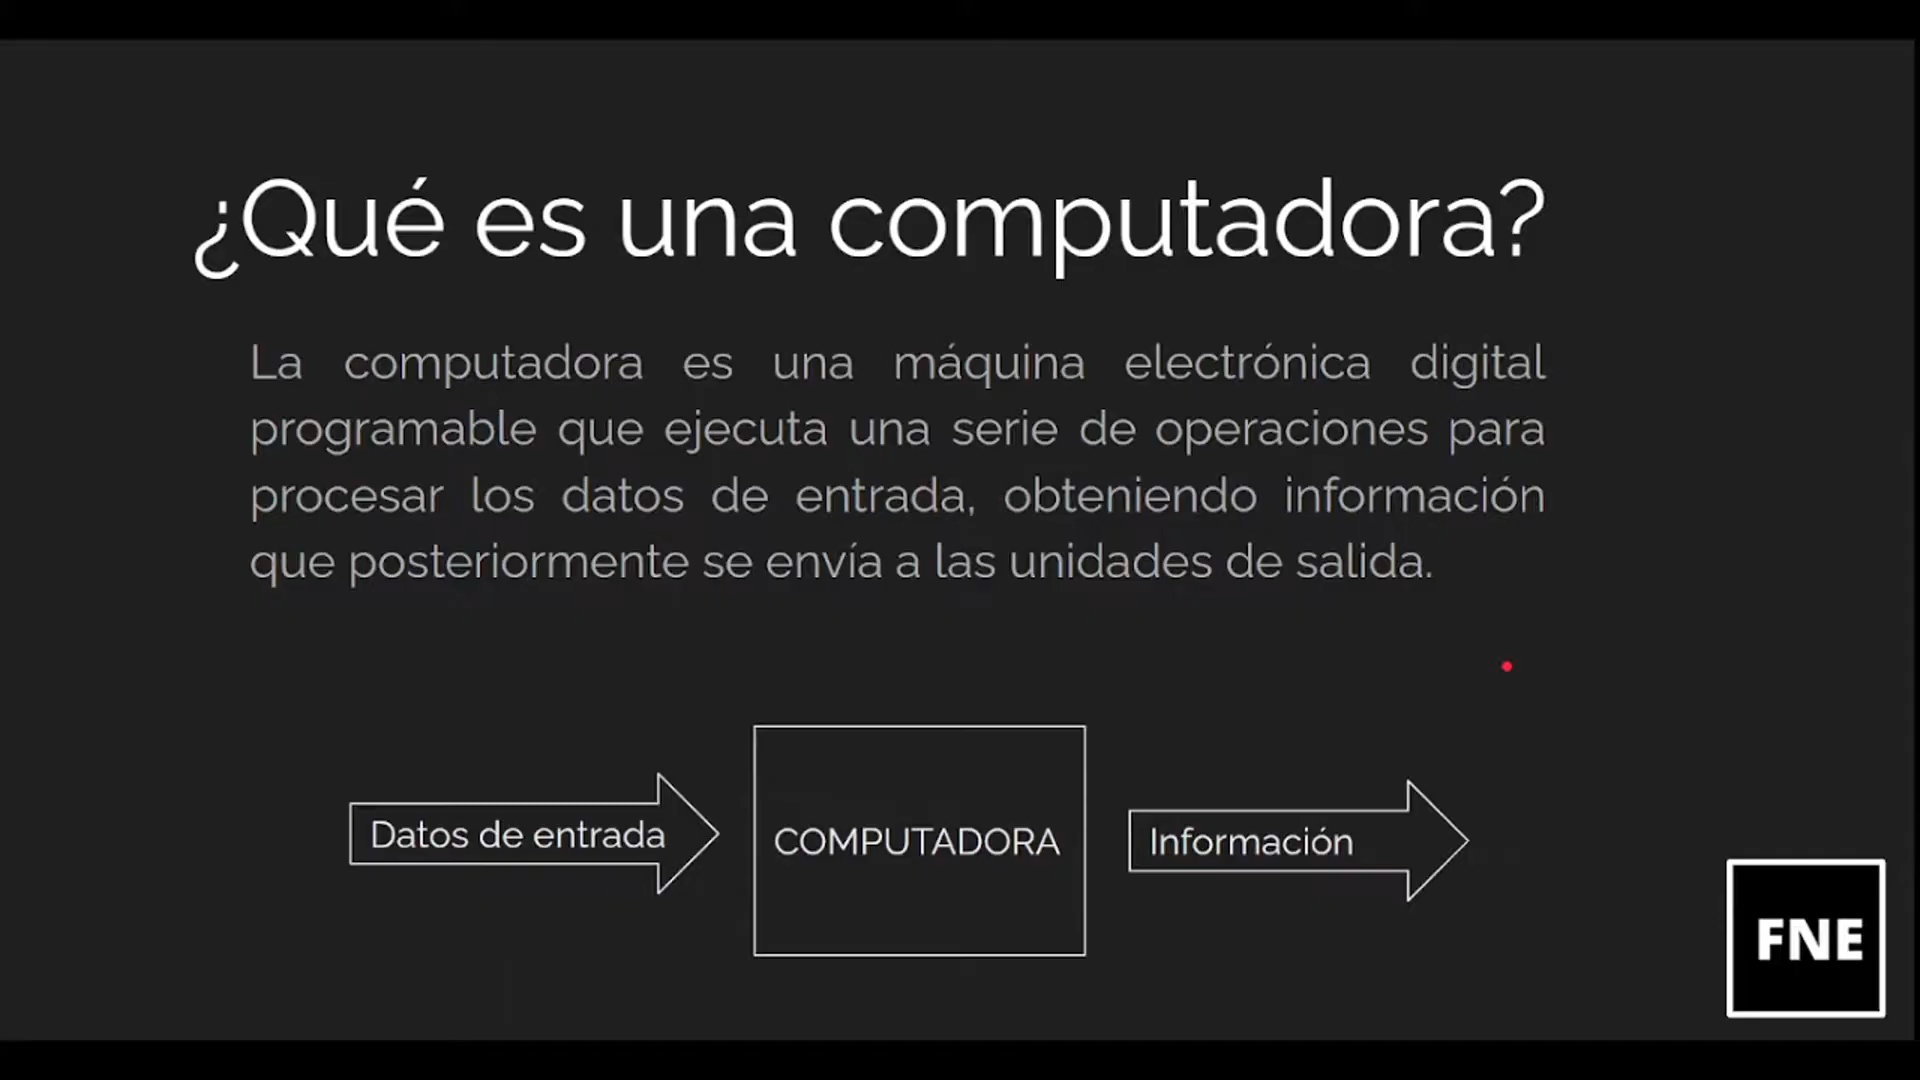 ¿Qué es una computadora?
La computadora es una máquina electrónica digital
programable que ejecuta una serie de operaciones para
procesar los datos de entrada, obteniendo información
que posteriormente se envía a las unidades de salida.
Datos de entrada
COMPUTADORA
Información
FNE